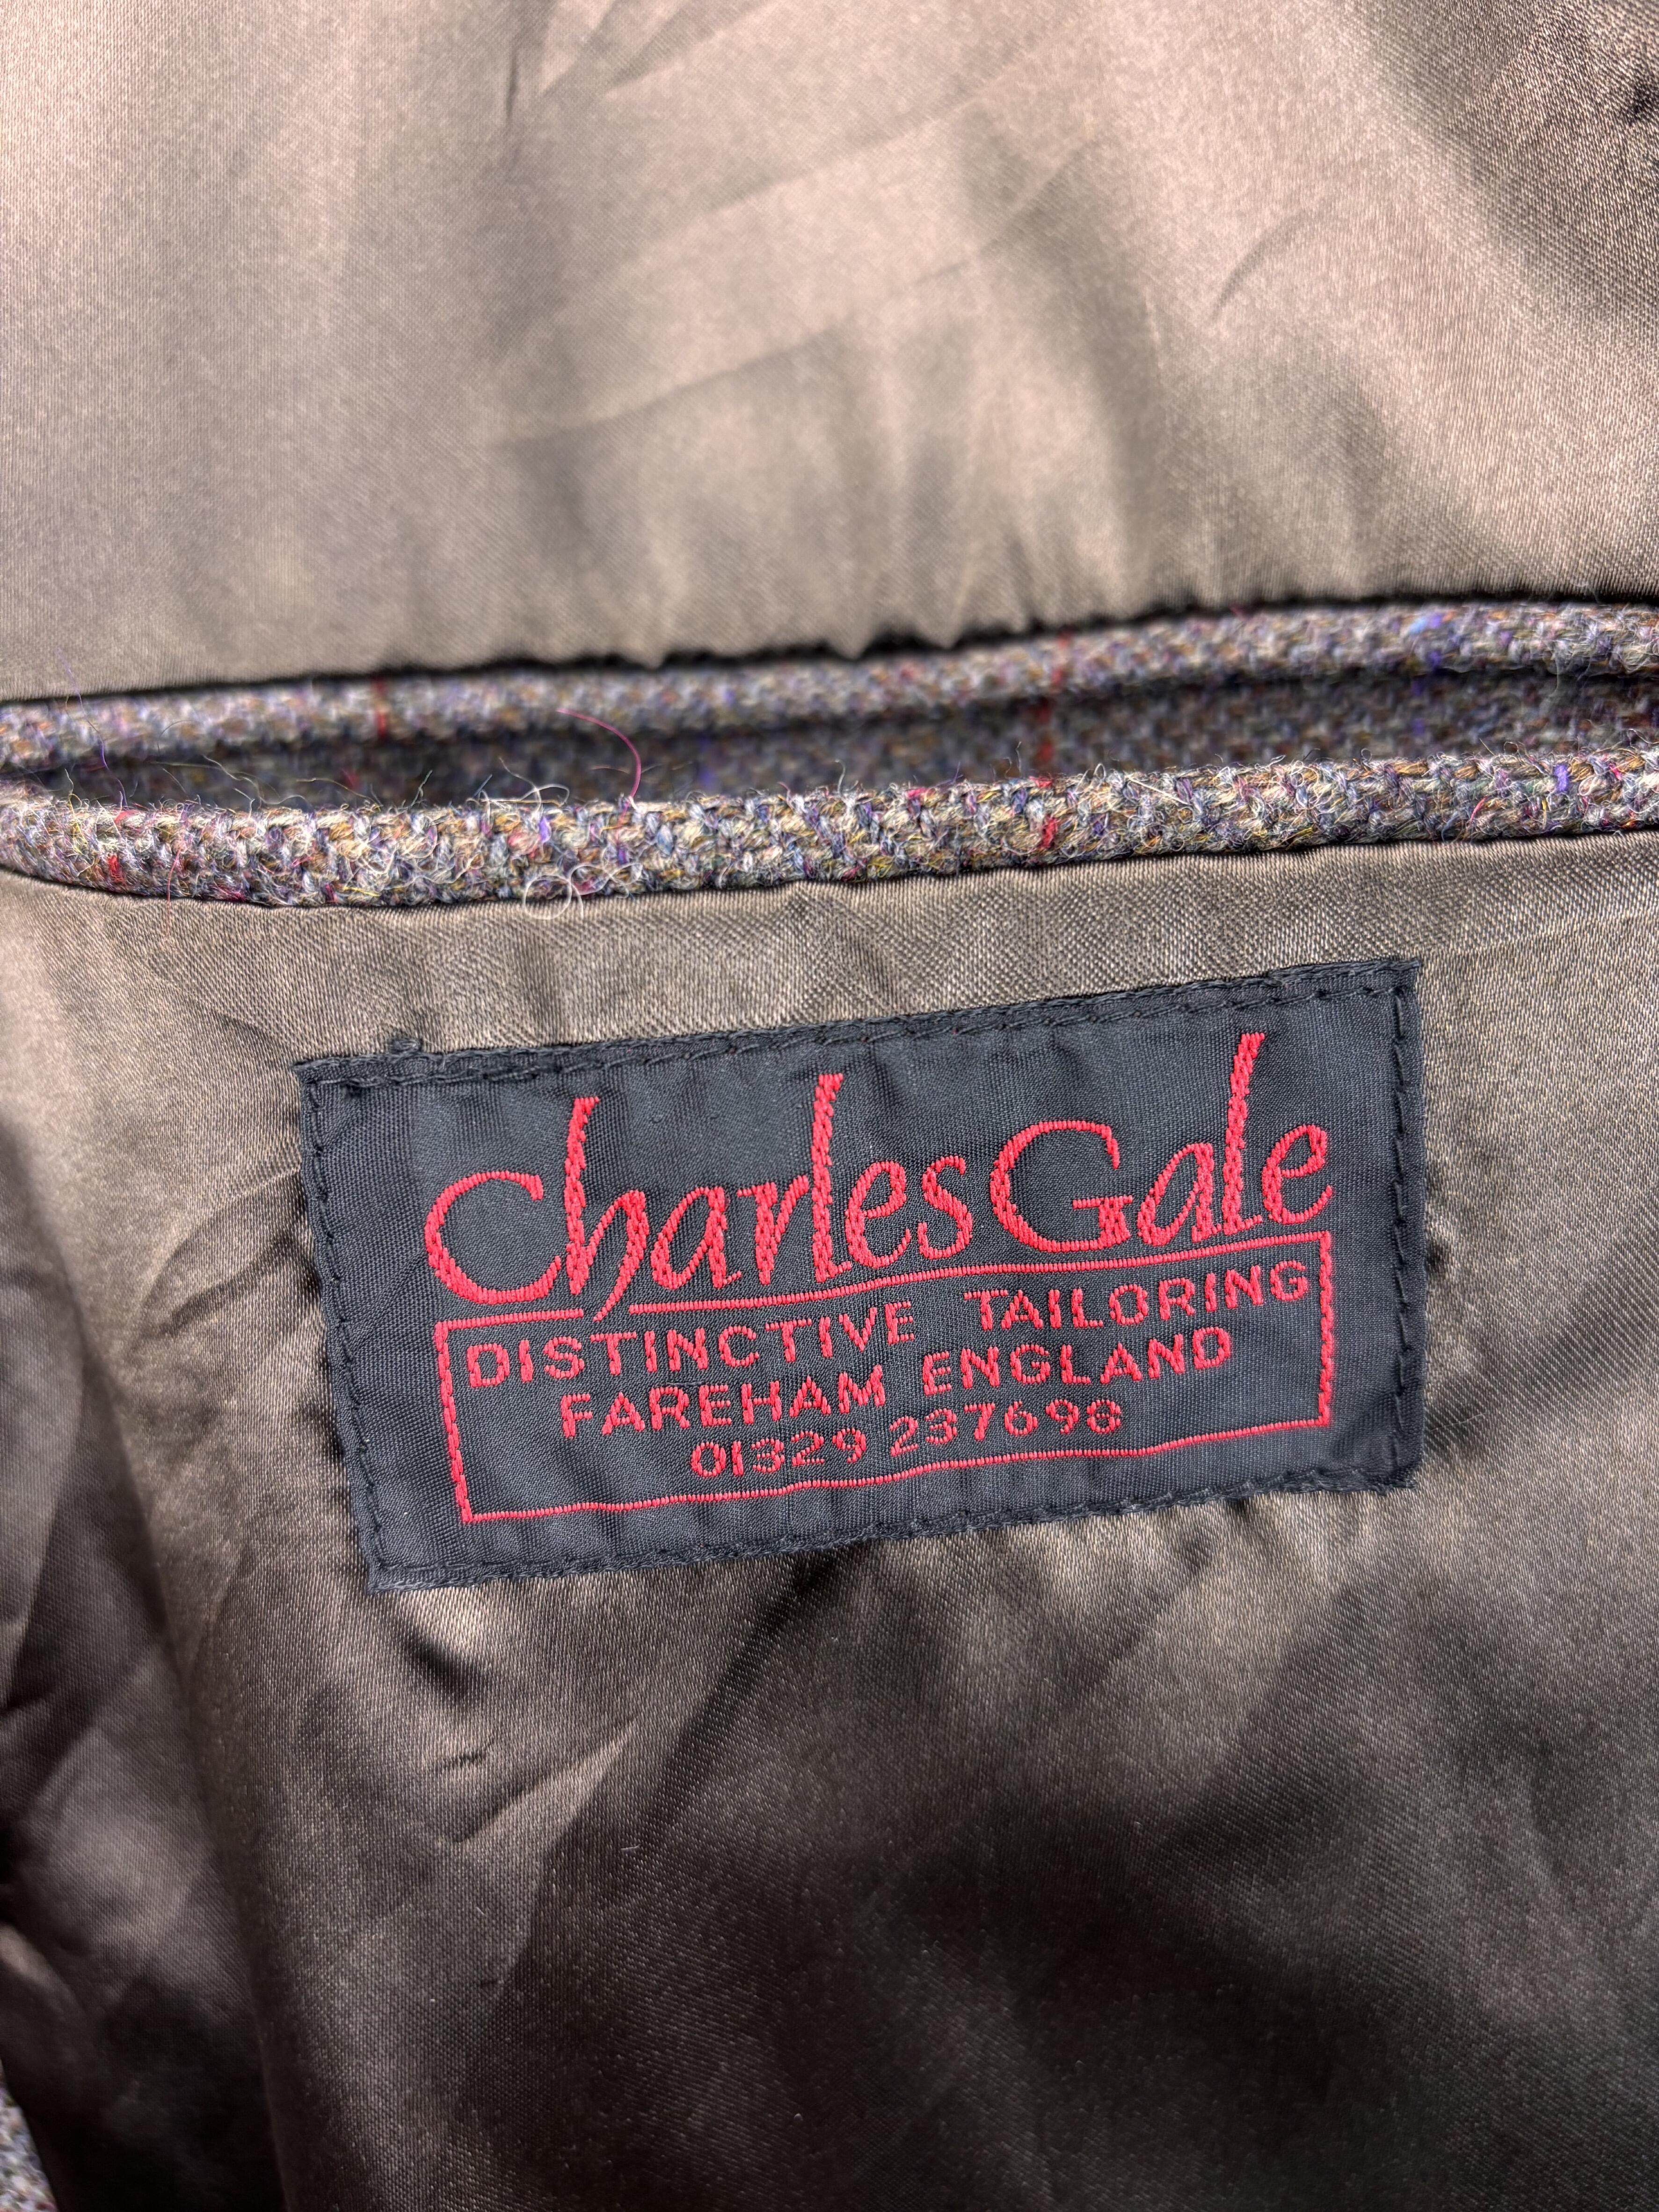 Charles Gale
DISTINCTIVE TAILORING
FAREHAM ENGLAND
01329 237698